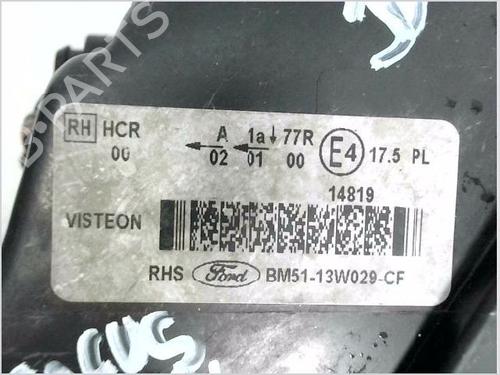 RH HCR A 1a↓77R E4 17.5 PL
00 ← 02 ← 01 00
14819
VISTEON
RHS Ford BM51-13W029-CF